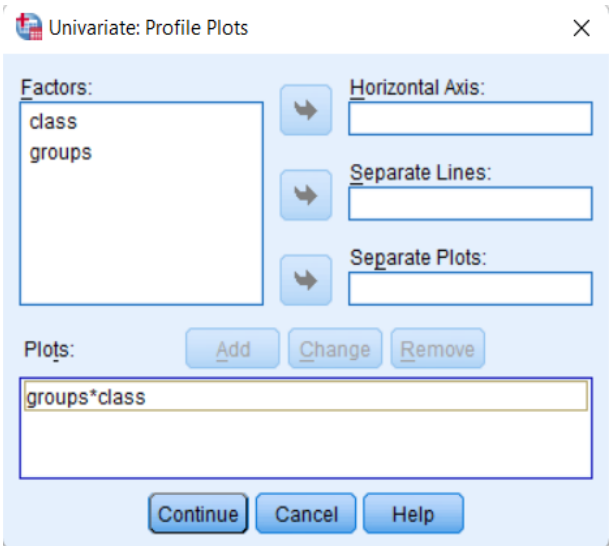 Univariate: Profile Plots
Factors:
class
groups
Horizontal Axis:
Separate Lines:
Separate Plots:
Plots:
Add Change Remove
groups*class
Continue Cancel Help